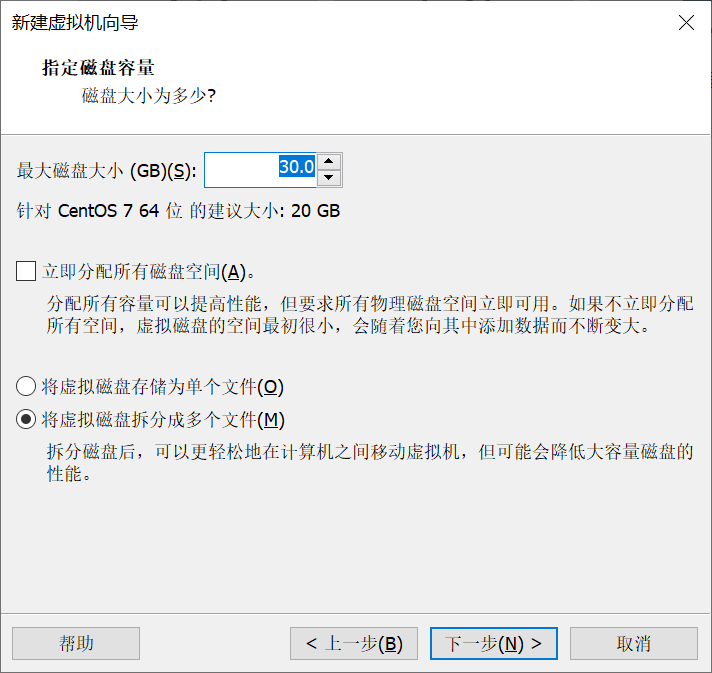 新建虚拟机向导
指定磁盘容量
磁盘大小为多少?
最大磁盘大小 (GB)(S): 30.0
针对 CentOS 7 64 位 的建议大小: 20 GB
立即分配所有磁盘空间(A)。
分配所有容量可以提高性能，但要求所有物理磁盘空间立即可用。如果不立即分配
所有空间，虚拟磁盘的空间最初很小，会随着您向其中添加数据而不断变大。
将虚拟磁盘存储为单个文件(O)
将虚拟磁盘拆分成多个文件(M)
拆分磁盘后，可以更轻松地在计算机之间移动虚拟机，但可能会降低大容量磁盘的
性能。
帮助 < 上一步(B) 下一步(N) > 取消